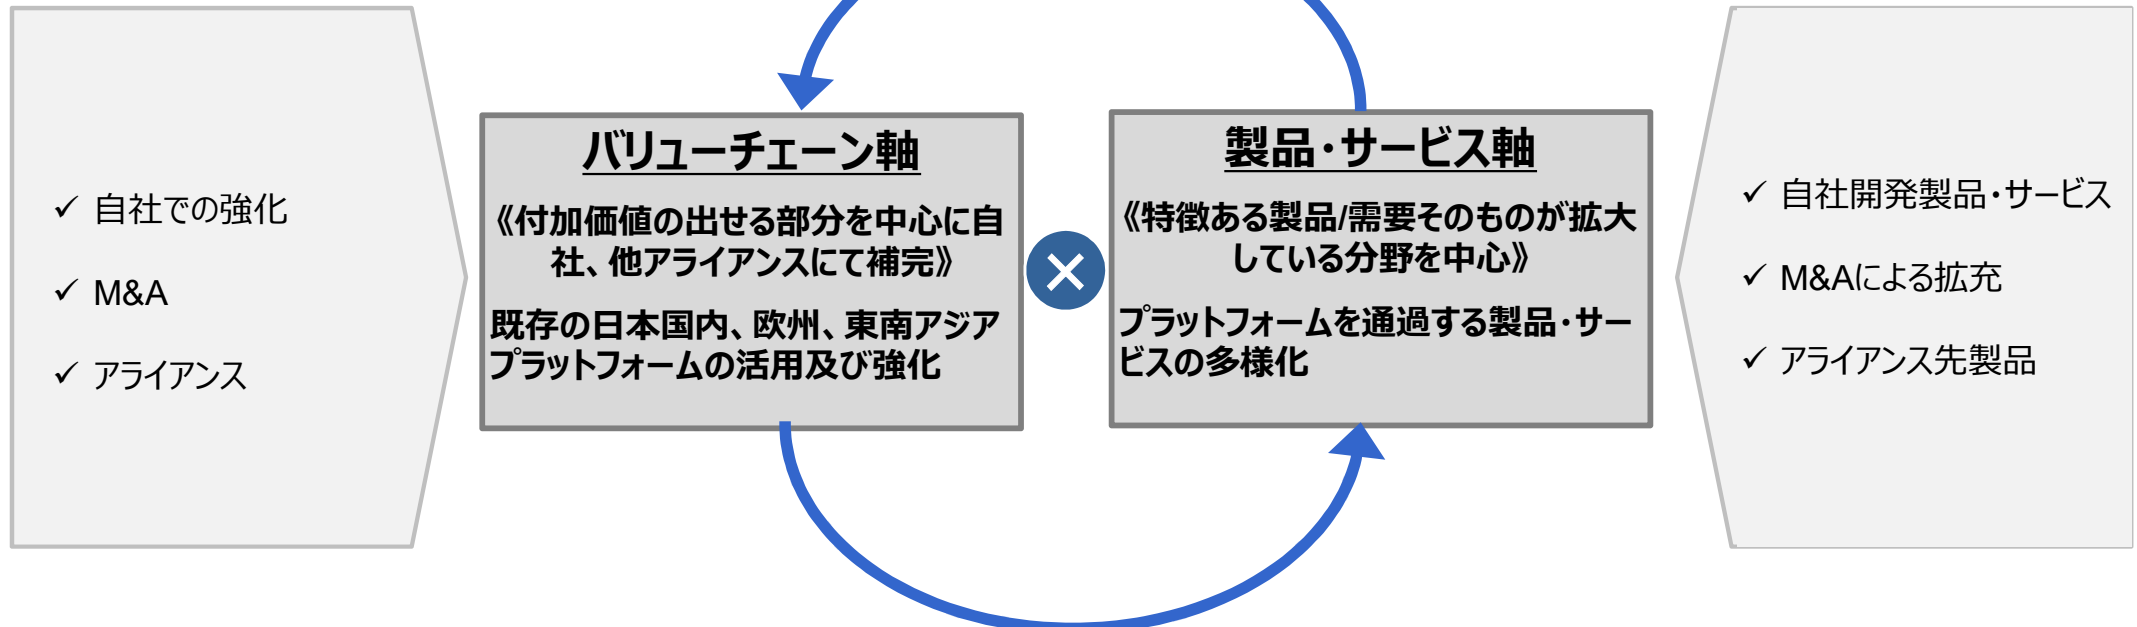 ✓ 自社での強化
✓ M&A
✓ アライアンス
バリューチェーン軸
《付加価値の出せる部分を中心に自
社、他アライアンスにて補完》
既存の日本国内、欧州、東南アジア
プラットフォームの活用及び強化
×
製品・サービス軸
《特徴ある製品/需要そのものが拡大
している分野を中心》
プラットフォームを通過する製品・サー
ビスの多様化
✓ 自社開発製品・サービス
✓ M&Aによる拡充
✓ アライアンス先製品